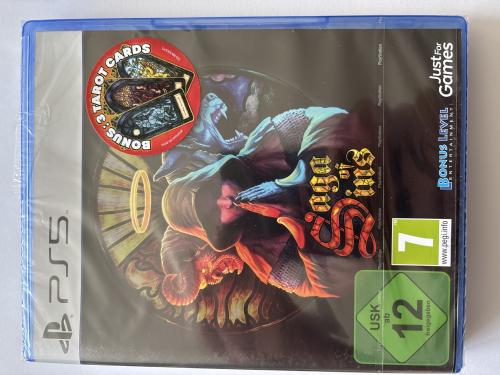 PS5
BONUS: 3 TAROT CARDS
Saga
of
Sins
7
www.pegi.info
USK
ab
12
freigegeben
BONUS LEVEL
ENTERTAINMENT
Just For
Games